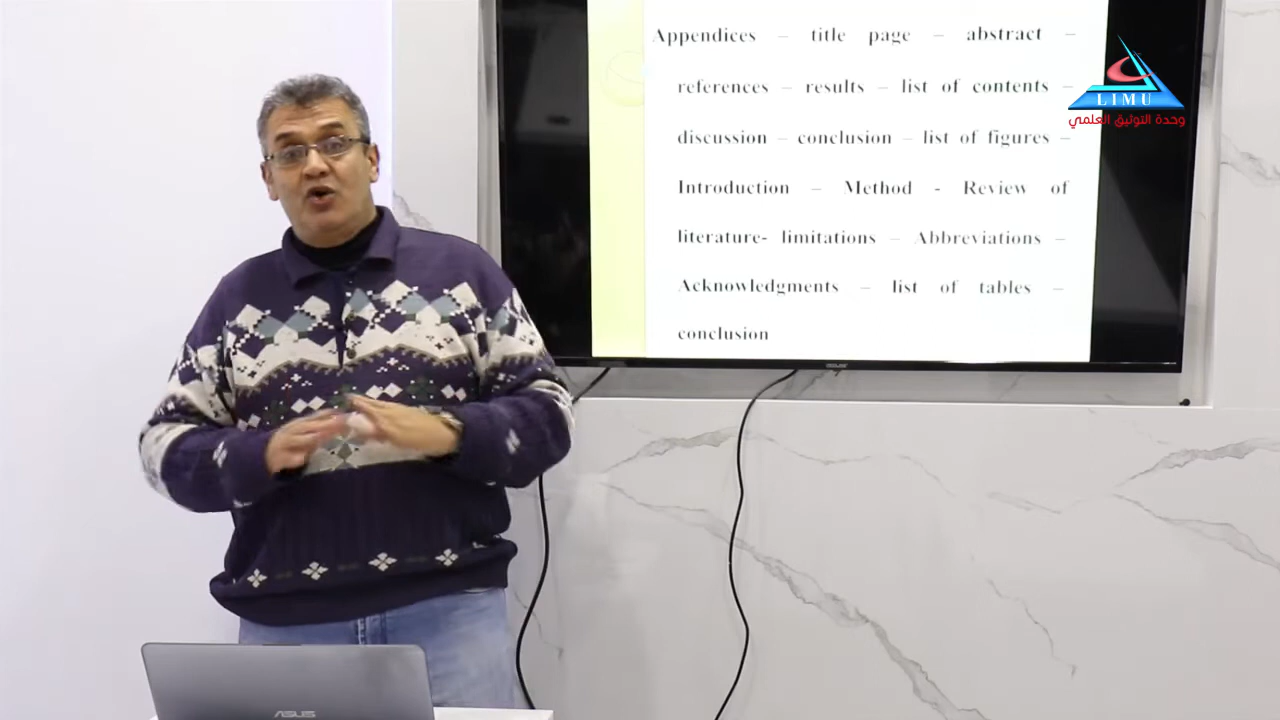 Appendices – title page – abstract –
references – results – list of contents –
discussion – conclusion – list of figures –
Introduction – Method - Review of
literature- limitations – Abbreviations –
Acknowledgments – list of tables –
conclusion
LIMU
وحدة التوثيق العلمي
ASUS
ASUS